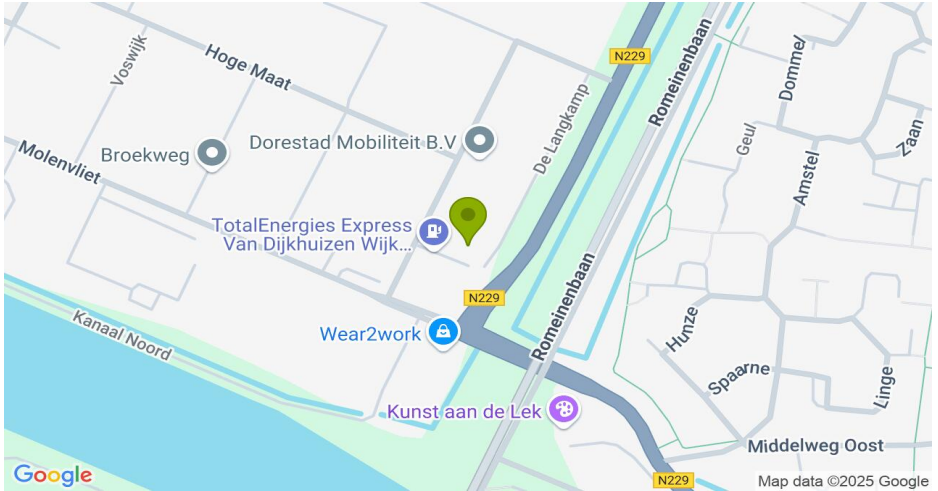 Voswijk
Hoge Maat
N229
Romeinenbaan
Dommel
Zaan
Geul
Amstel
Molenvliet
Broekweg
Dorestad Mobiliteit B.V
De Langkamp
TotalEnergies Express
Van Dijkhuizen Wijk...
N229
Kanaal Noord
Wear2work
Romeinenbaan
Hunze
Spaarne
Linge
Kunst aan de Lek
Middelweg Oost
N229
Google
Map data ©2025 Google